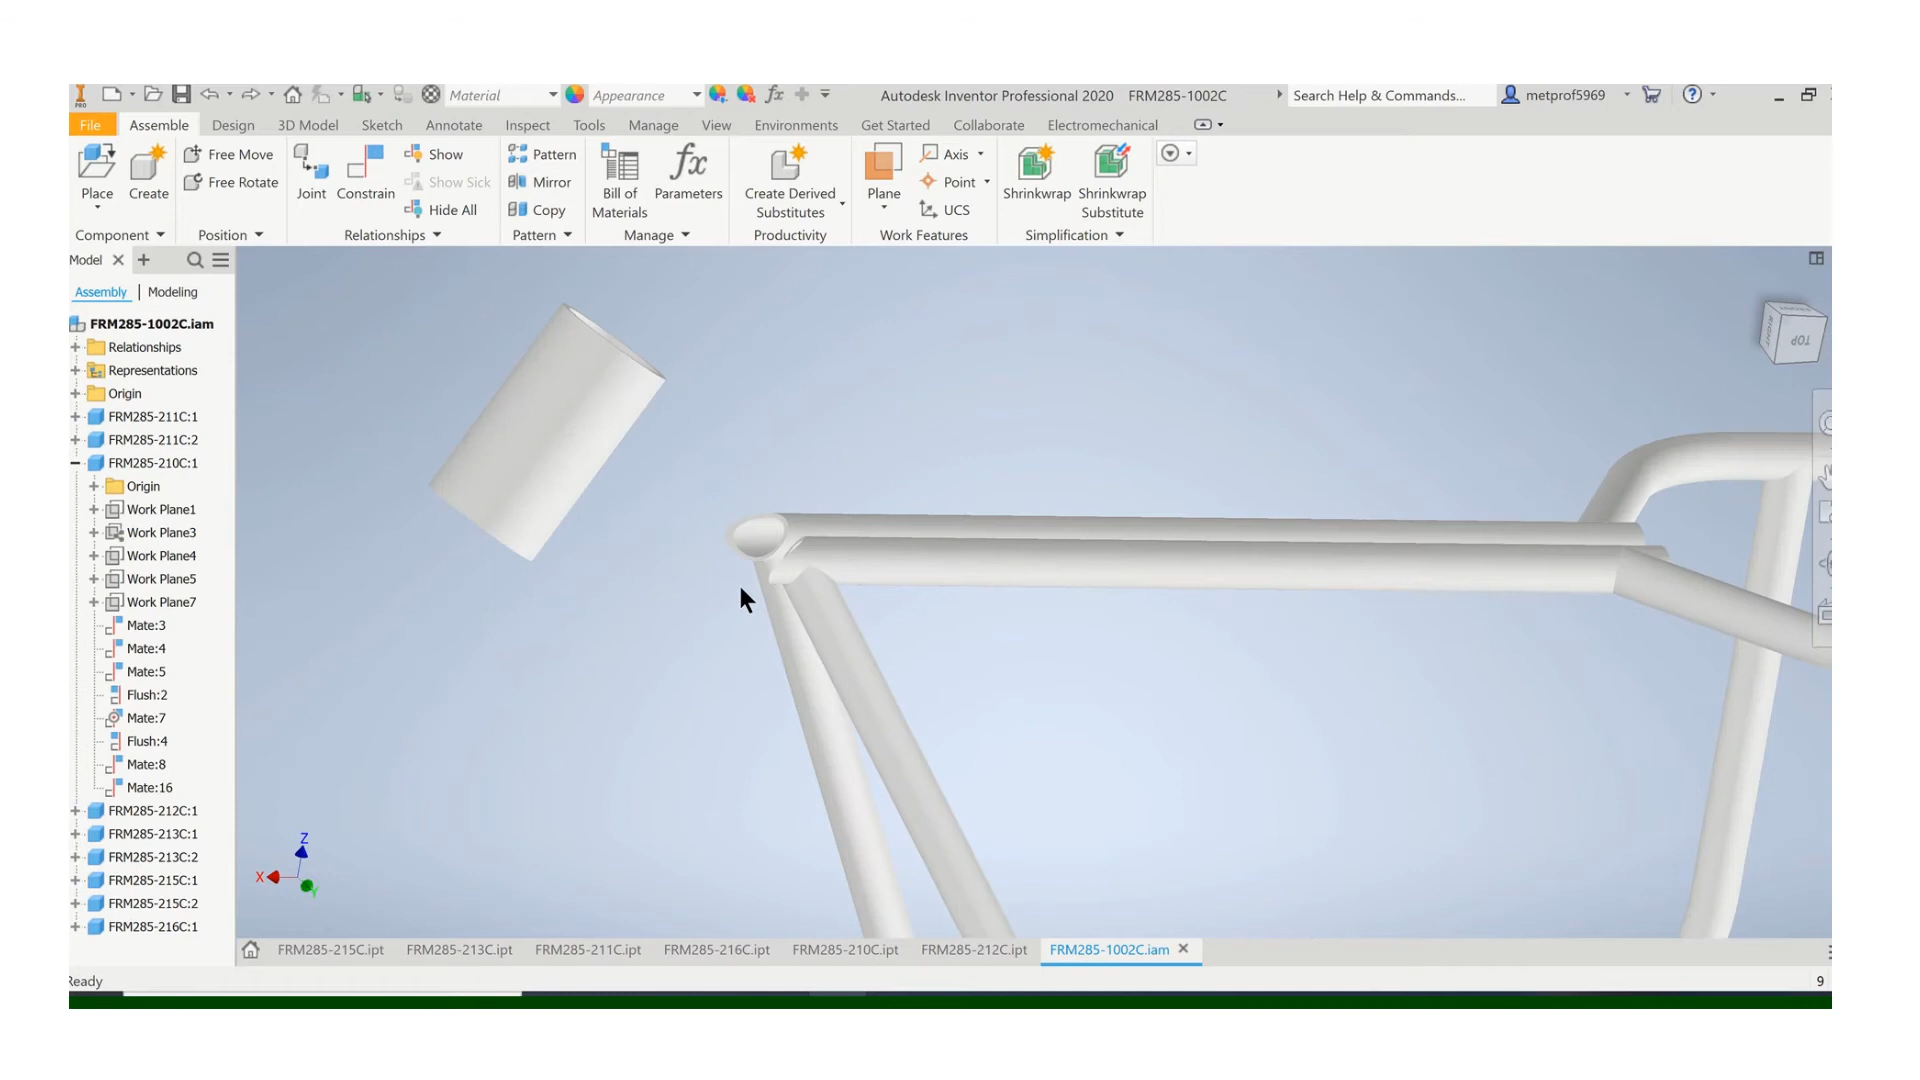 PRO Material Appearance fx Autodesk Inventor Professional 2020 FRM285-1002C Search Help & Commands... metprof5969
File Assemble Design 3D Model Sketch Annotate Inspect Tools Manage View Environments Get Started Collaborate Electromechanical
Free Move Show Pattern fx Axis
Free Rotate Show Sick Mirror Point
Place Create Joint Constrain Bill of Parameters Create Derived Plane Shrinkwrap Shrinkwrap
Hide All Copy Materials Substitutes UCS Substitute
Component Position Relationships Pattern Manage Productivity Work Features Simplification
Model
Assembly Modeling
FRM285-1002C.iam
Relationships
Representations
Origin
FRM285-211C:1
FRM285-211C:2
FRM285-210C:1
Origin
Work Plane1
Work Plane3
Work Plane4
Work Plane5
Work Plane7
Mate:3
Mate:4
Mate:5
Flush:2
Mate:7
Flush:4
Mate:8
Mate:16
FRM285-212C:1
FRM285-213C:1
FRM285-213C:2
FRM285-215C:1
FRM285-215C:2
FRM285-216C:1
RIGHT TOP
Z
X
Y
FRM285-215C.ipt FRM285-213C.ipt FRM285-211C.ipt FRM285-216C.ipt FRM285-210C.ipt FRM285-212C.ipt FRM285-1002C.iam
Ready 9